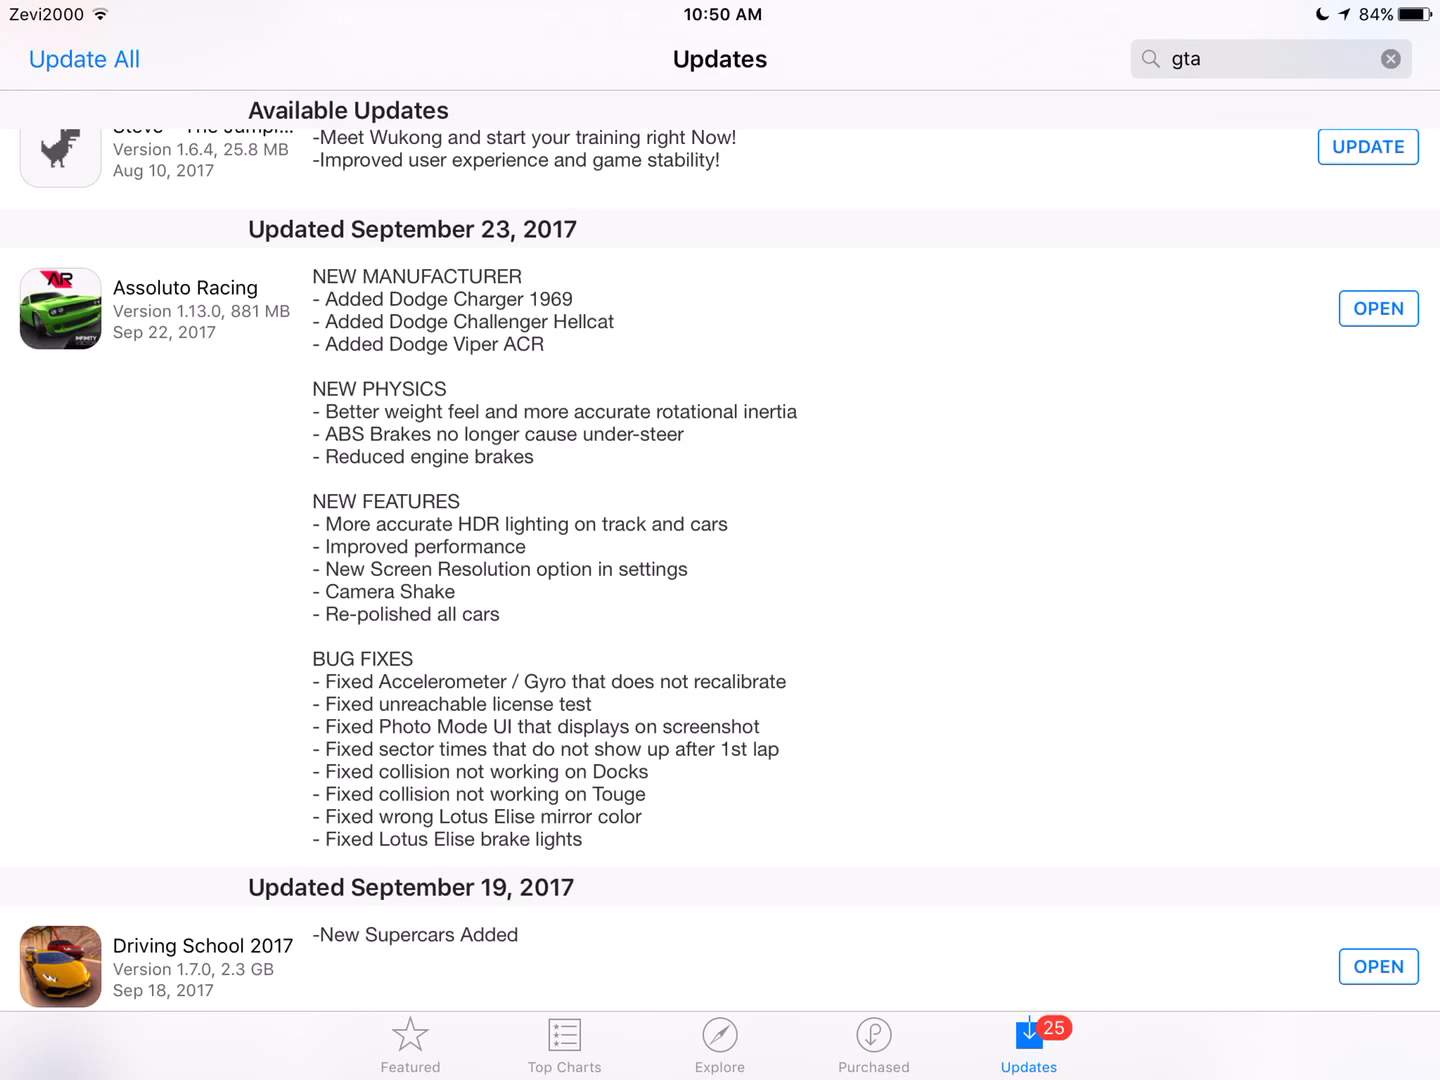 Zevi2000
10:50 AM
84%
Update All
Updates
gta
Available Updates
Steve - The Jumpi...
Version 1.6.4, 25.8 MB
Aug 10, 2017
-Meet Wukong and start your training right Now!
-Improved user experience and game stability!
UPDATE
Updated September 23, 2017
AR
INFINITY
Assoluto Racing
Version 1.13.0, 881 MB
Sep 22, 2017
NEW MANUFACTURER
- Added Dodge Charger 1969
- Added Dodge Challenger Hellcat
- Added Dodge Viper ACR
NEW PHYSICS
- Better weight feel and more accurate rotational inertia
- ABS Brakes no longer cause under-steer
- Reduced engine brakes
NEW FEATURES
- More accurate HDR lighting on track and cars
- Improved performance
- New Screen Resolution option in settings
- Camera Shake
- Re-polished all cars
BUG FIXES
- Fixed Accelerometer / Gyro that does not recalibrate
- Fixed unreachable license test
- Fixed Photo Mode UI that displays on screenshot
- Fixed sector times that do not show up after 1st lap
- Fixed collision not working on Docks
- Fixed collision not working on Touge
- Fixed wrong Lotus Elise mirror color
- Fixed Lotus Elise brake lights
OPEN
Updated September 19, 2017
Driving School 2017
Version 1.7.0, 2.3 GB
Sep 18, 2017
-New Supercars Added
OPEN
Featured
Top Charts
Explore
Purchased
25
Updates